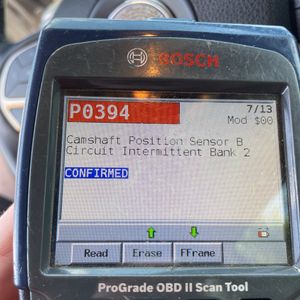 BOSCH
P0394
7/13
Mod $00
Camshaft Position Sensor B
Circuit Intermittent Bank 2
CONFIRMED
Read
Erase
FFrame
ProGrade OBD II Scan Tool